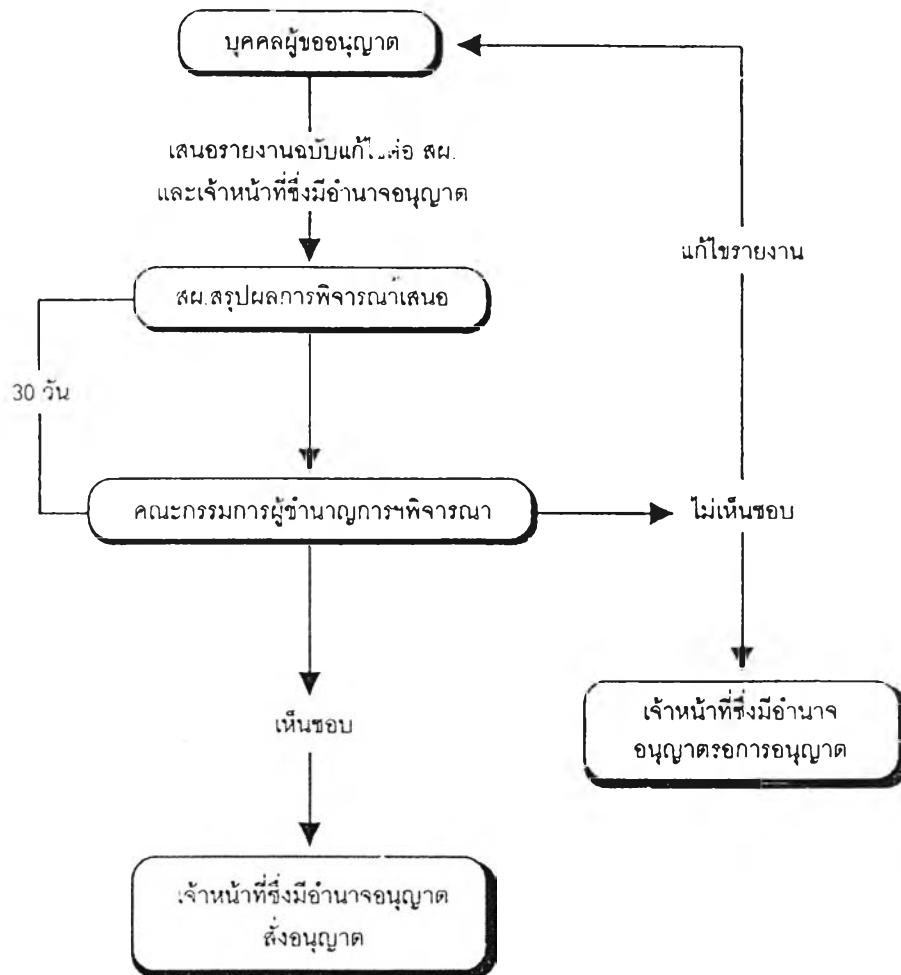 บุคคลผู้ขออนุญาต
เสนอรายงานฉบับ สผ.
และเจ้าหน้าที่ซึ่งมีอำนาจอนุญาต
แก้ไขรายงาน
สผ.สรุปผลการพิจารณาเสนอ
30 วัน
คณะกรรมการผู้ชำนาญการฯพิจารณา
ไม่เห็นชอบ
เจ้าหน้าที่ซึ่งมีอำนาจ
อนุญาตรอการอนุญาต
เห็นชอบ
เจ้าหน้าที่ซึ่งมีอำนาจอนุญาต
สั่งอนุญาต